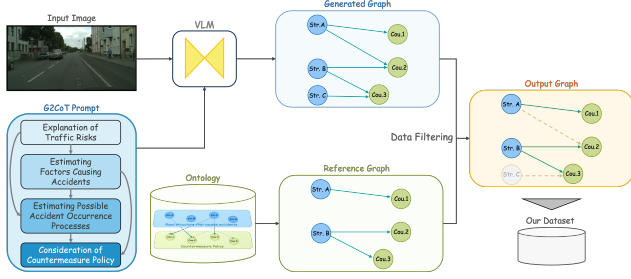 Input Image
VLM
Generated Graph
Str.A
Cou.1
Cou.2
Str. B
Cou.3
Str. C
G2CoT Prompt
Explanation of
Traffic Risks
Estimating
Factors Causing
Accidents
Estimating Possible
Accident Occurrence
Processes
Consideration of
Countermeasure Policy
Ontology
Countermeasure Policy
Reference Graph
Str. A
Cou.1
Str. B
Cou.2
Cou.3
Data Filtering
Output Graph
Str. A
Cou.1
Str. B
Cou.2
Str. C
Cou.3
Our Dataset